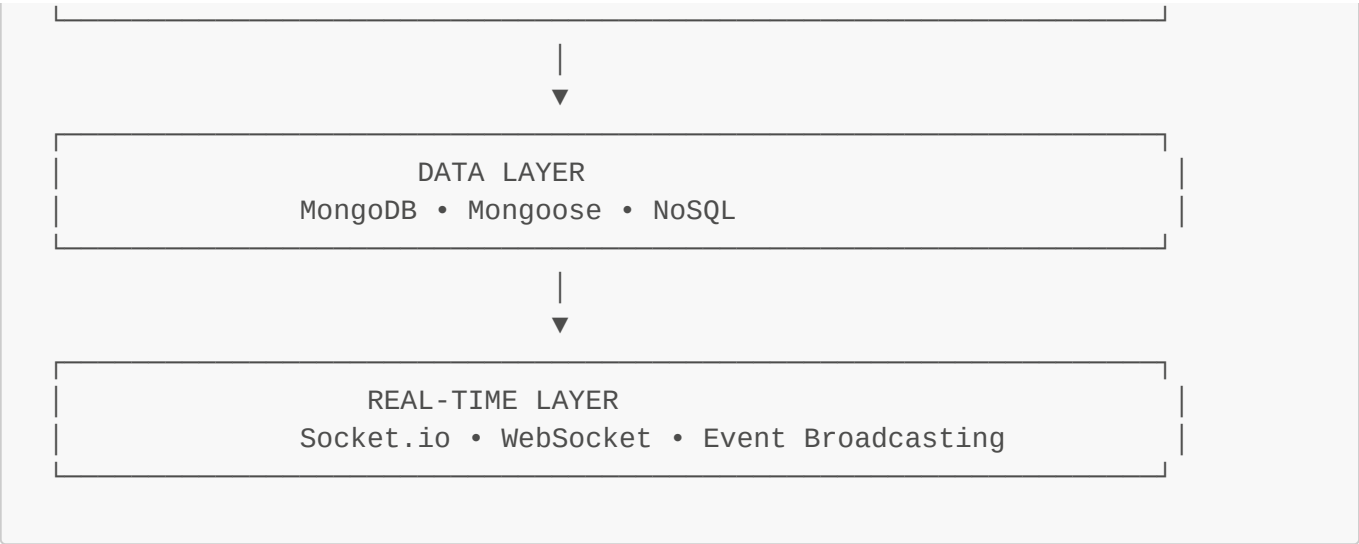 DATA LAYER
MongoDB • Mongoose • NoSQL
REAL-TIME LAYER
Socket.io • WebSocket • Event Broadcasting